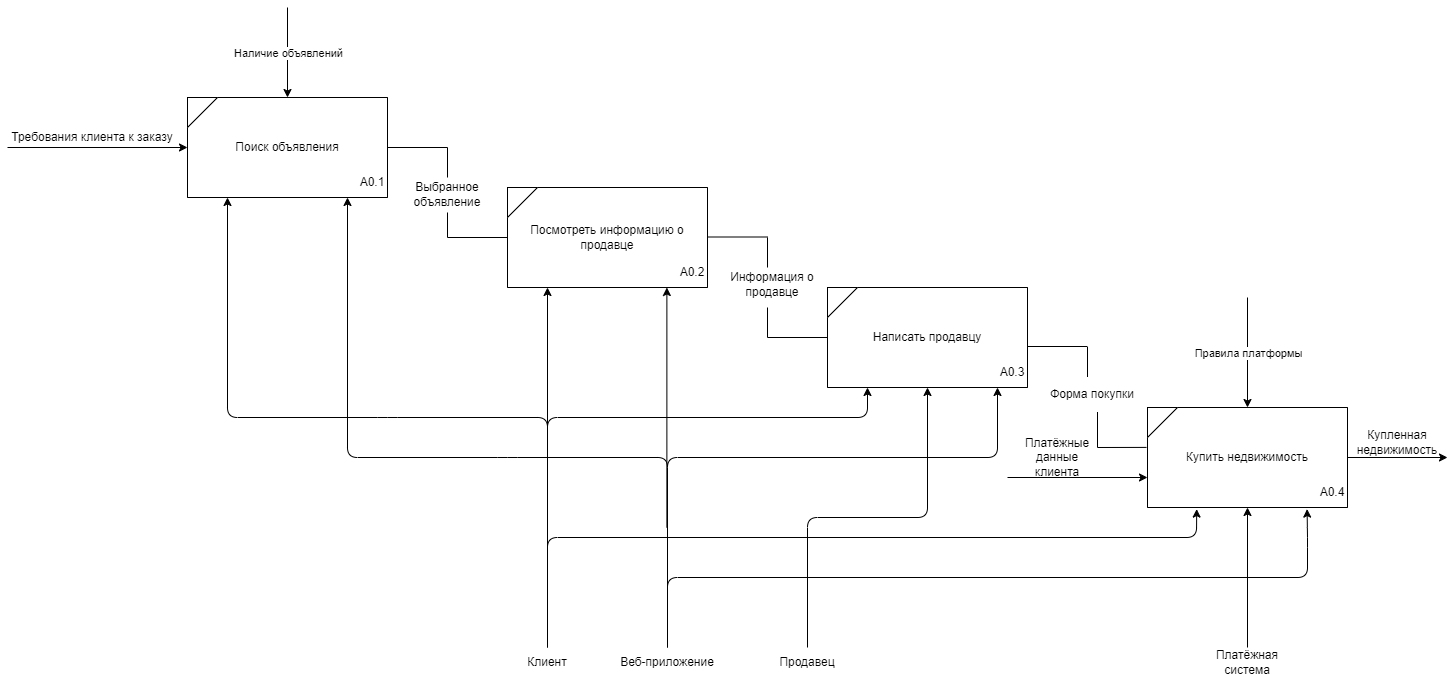 Наличие объявлений
Требования клиента к заказу
Поиск объявления
A0.1
Выбранное
объявление
Посмотреть информацию о
продавце
A0.2
Информация о
продавце
Написать продавцу
A0.3
Правила платформы
Форма покупки
Платёжные
данные
клиента
Купить недвижимость
A0.4
Купленная
недвижимость
Клиент
Веб-приложение
Продавец
Платёжная
система